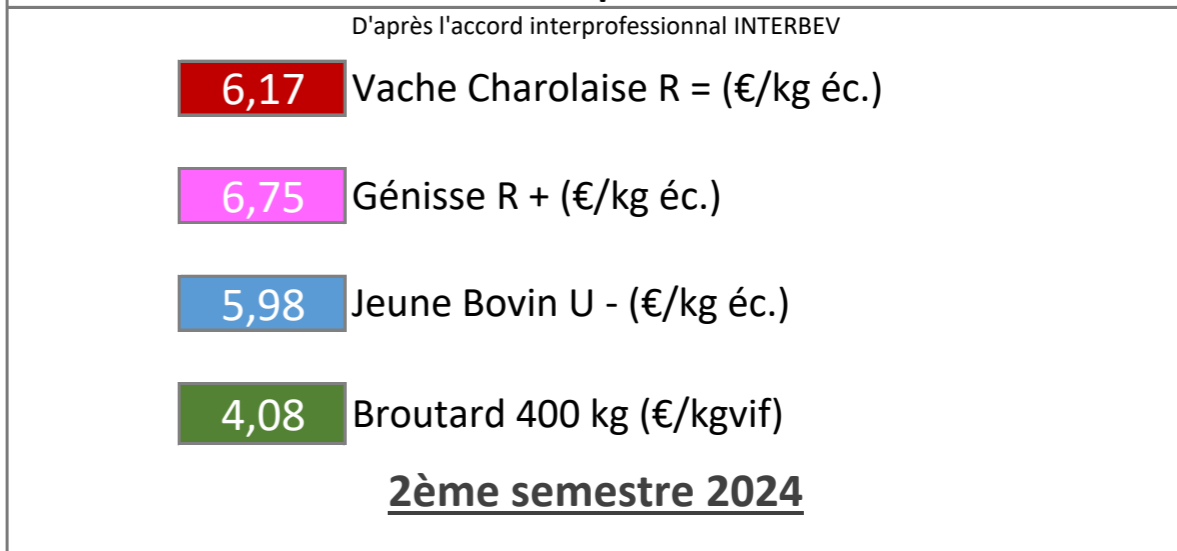 D'après l'accord interprofessionnal INTERBEV
6,17 Vache Charolaise R = (€/kg éc.)
6,75 Génisse R + (€/kg éc.)
5,98 Jeune Bovin U - (€/kg éc.)
4,08 Broutard 400 kg (€/kgvif)
2ème semestre 2024